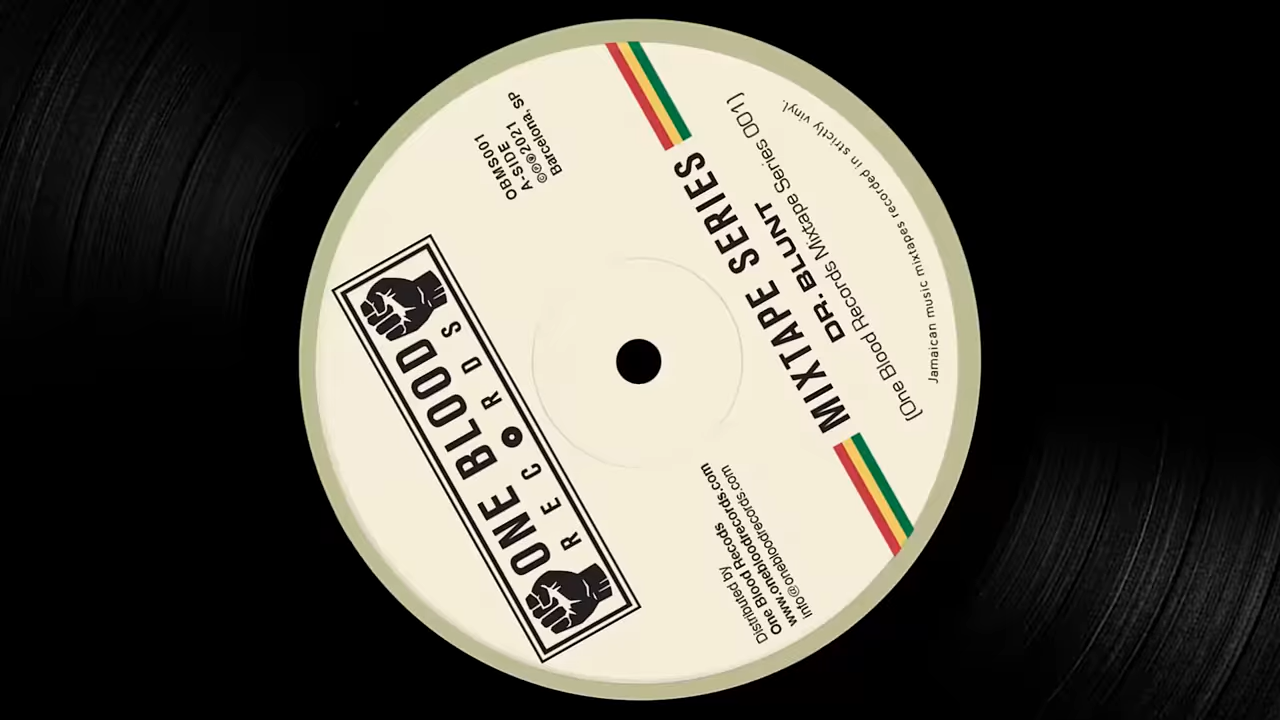 ONE BLOOD
RECORDS
OBMS001
A-SIDE
©℗®2021
Barcelona, SP
Distributed by
One Blood Recods
www.onebloodrecords.com
info@onebloodrecords.com
MIXTAPE SERIES
DR. BLUNT
[One Blood Records Mixtape Series 001]
Jamaican music mixtapes recorded in strictly vinyl.